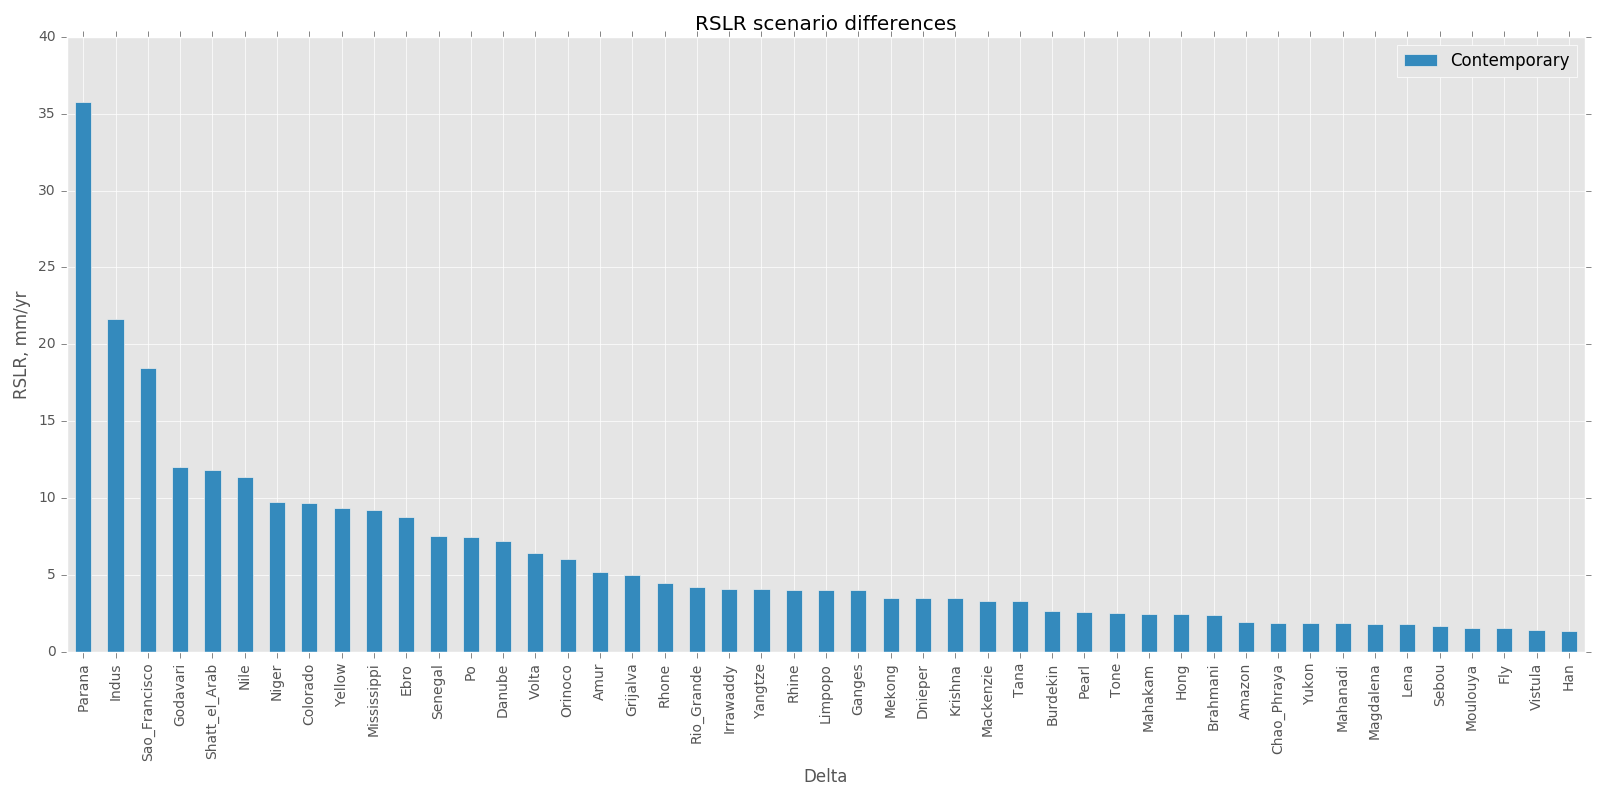 RSLR scenario differences
Contemporary
RSLR, mm/yr
40
35
30
25
20
15
10
5
0
Parana
Indus
Sao_Francisco
Godavari
Shatt_el_Arab
Nile
Niger
Colorado
Yellow
Mississippi
Ebro
Senegal
Po
Danube
Volta
Orinoco
Amur
Grijalva
Rhone
Rio_Grande
Irrawaddy
Yangtze
Rhine
Limpopo
Ganges
Mekong
Dnieper
Krishna
Mackenzie
Tana
Burdekin
Pearl
Tone
Mahakam
Hong
Brahmani
Amazon
Chao_Phraya
Yukon
Mahanadi
Magdalena
Lena
Sebou
Moulouya
Fly
Vistula
Han
Delta